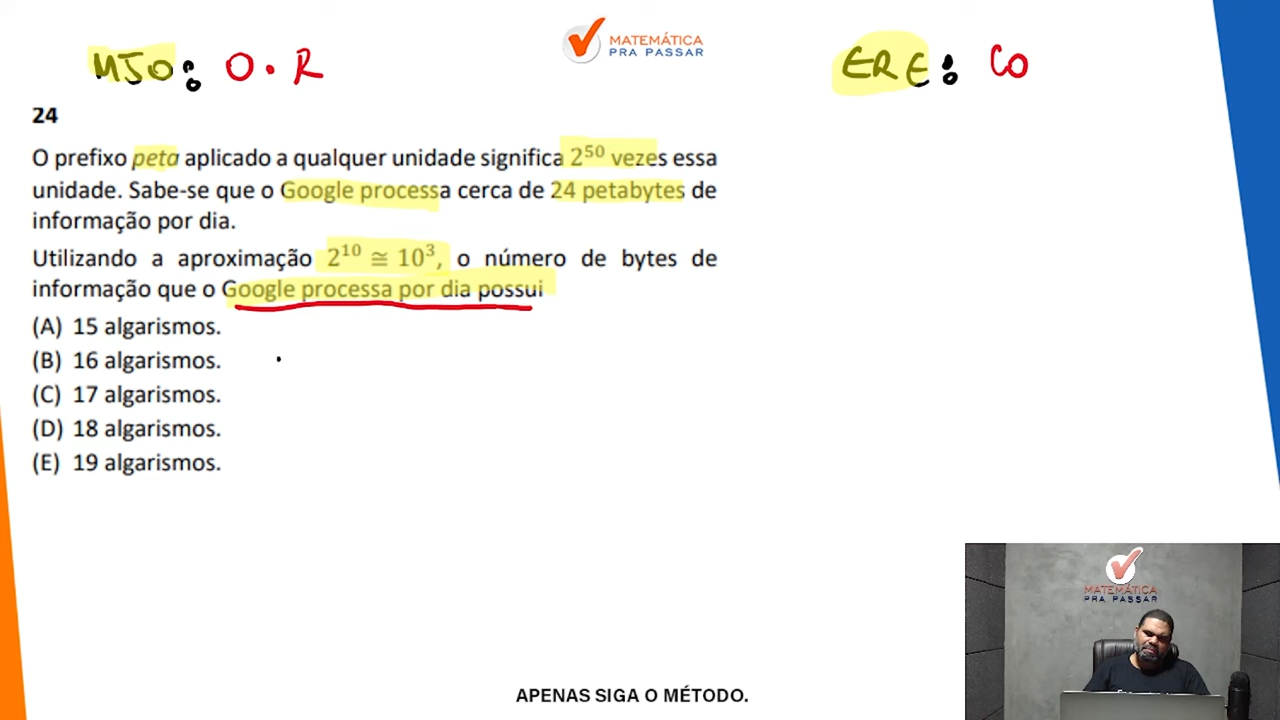 MATEMÁTICA
PRA PASSAR
MJO: O • R
ERE: CO
24
O prefixo peta aplicado a qualquer unidade significa 2⁵⁰ vezes essa
unidade. Sabe-se que o Google processa cerca de 24 petabytes de
informação por dia.
Utilizando a aproximação 2¹⁰ ≅ 10³, o número de bytes de
informação que o Google processa por dia possui
(A) 15 algarismos.
(B) 16 algarismos.
(C) 17 algarismos.
(D) 18 algarismos.
(E) 19 algarismos.
MATEMÁTICA
PRA PASSAR
APENAS SIGA O MÉTODO.